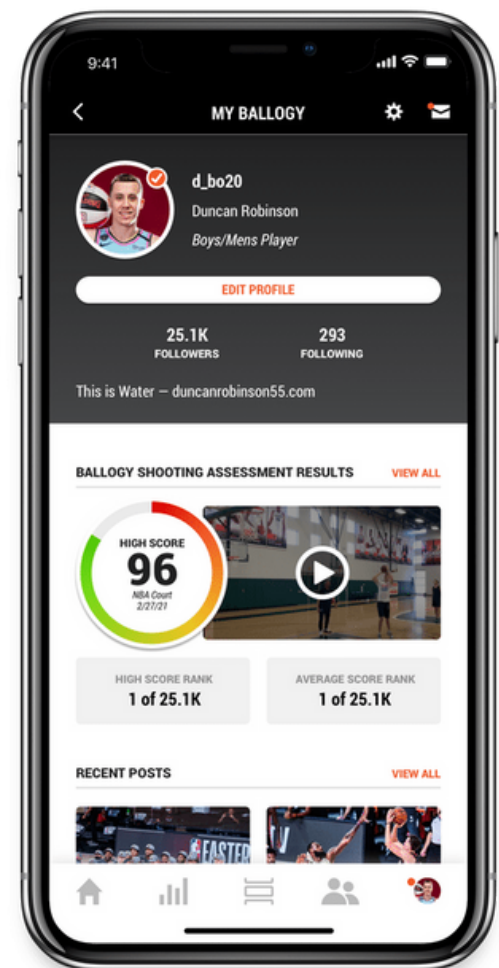 9:41
MY BALLOGY
d_bo20
Duncan Robinson
Boys/Mens Player
EDIT PROFILE
25.1K
FOLLOWERS
293
FOLLOWING
This is Water — duncanrobinson55.com
BALLOGY SHOOTING ASSESSMENT RESULTS VIEW ALL
HIGH SCORE
96
NBA Court
2/27/21
HIGH SCORE RANK
1 of 25.1K
AVERAGE SCORE RANK
1 of 25.1K
RECENT POSTS VIEW ALL
EASTER